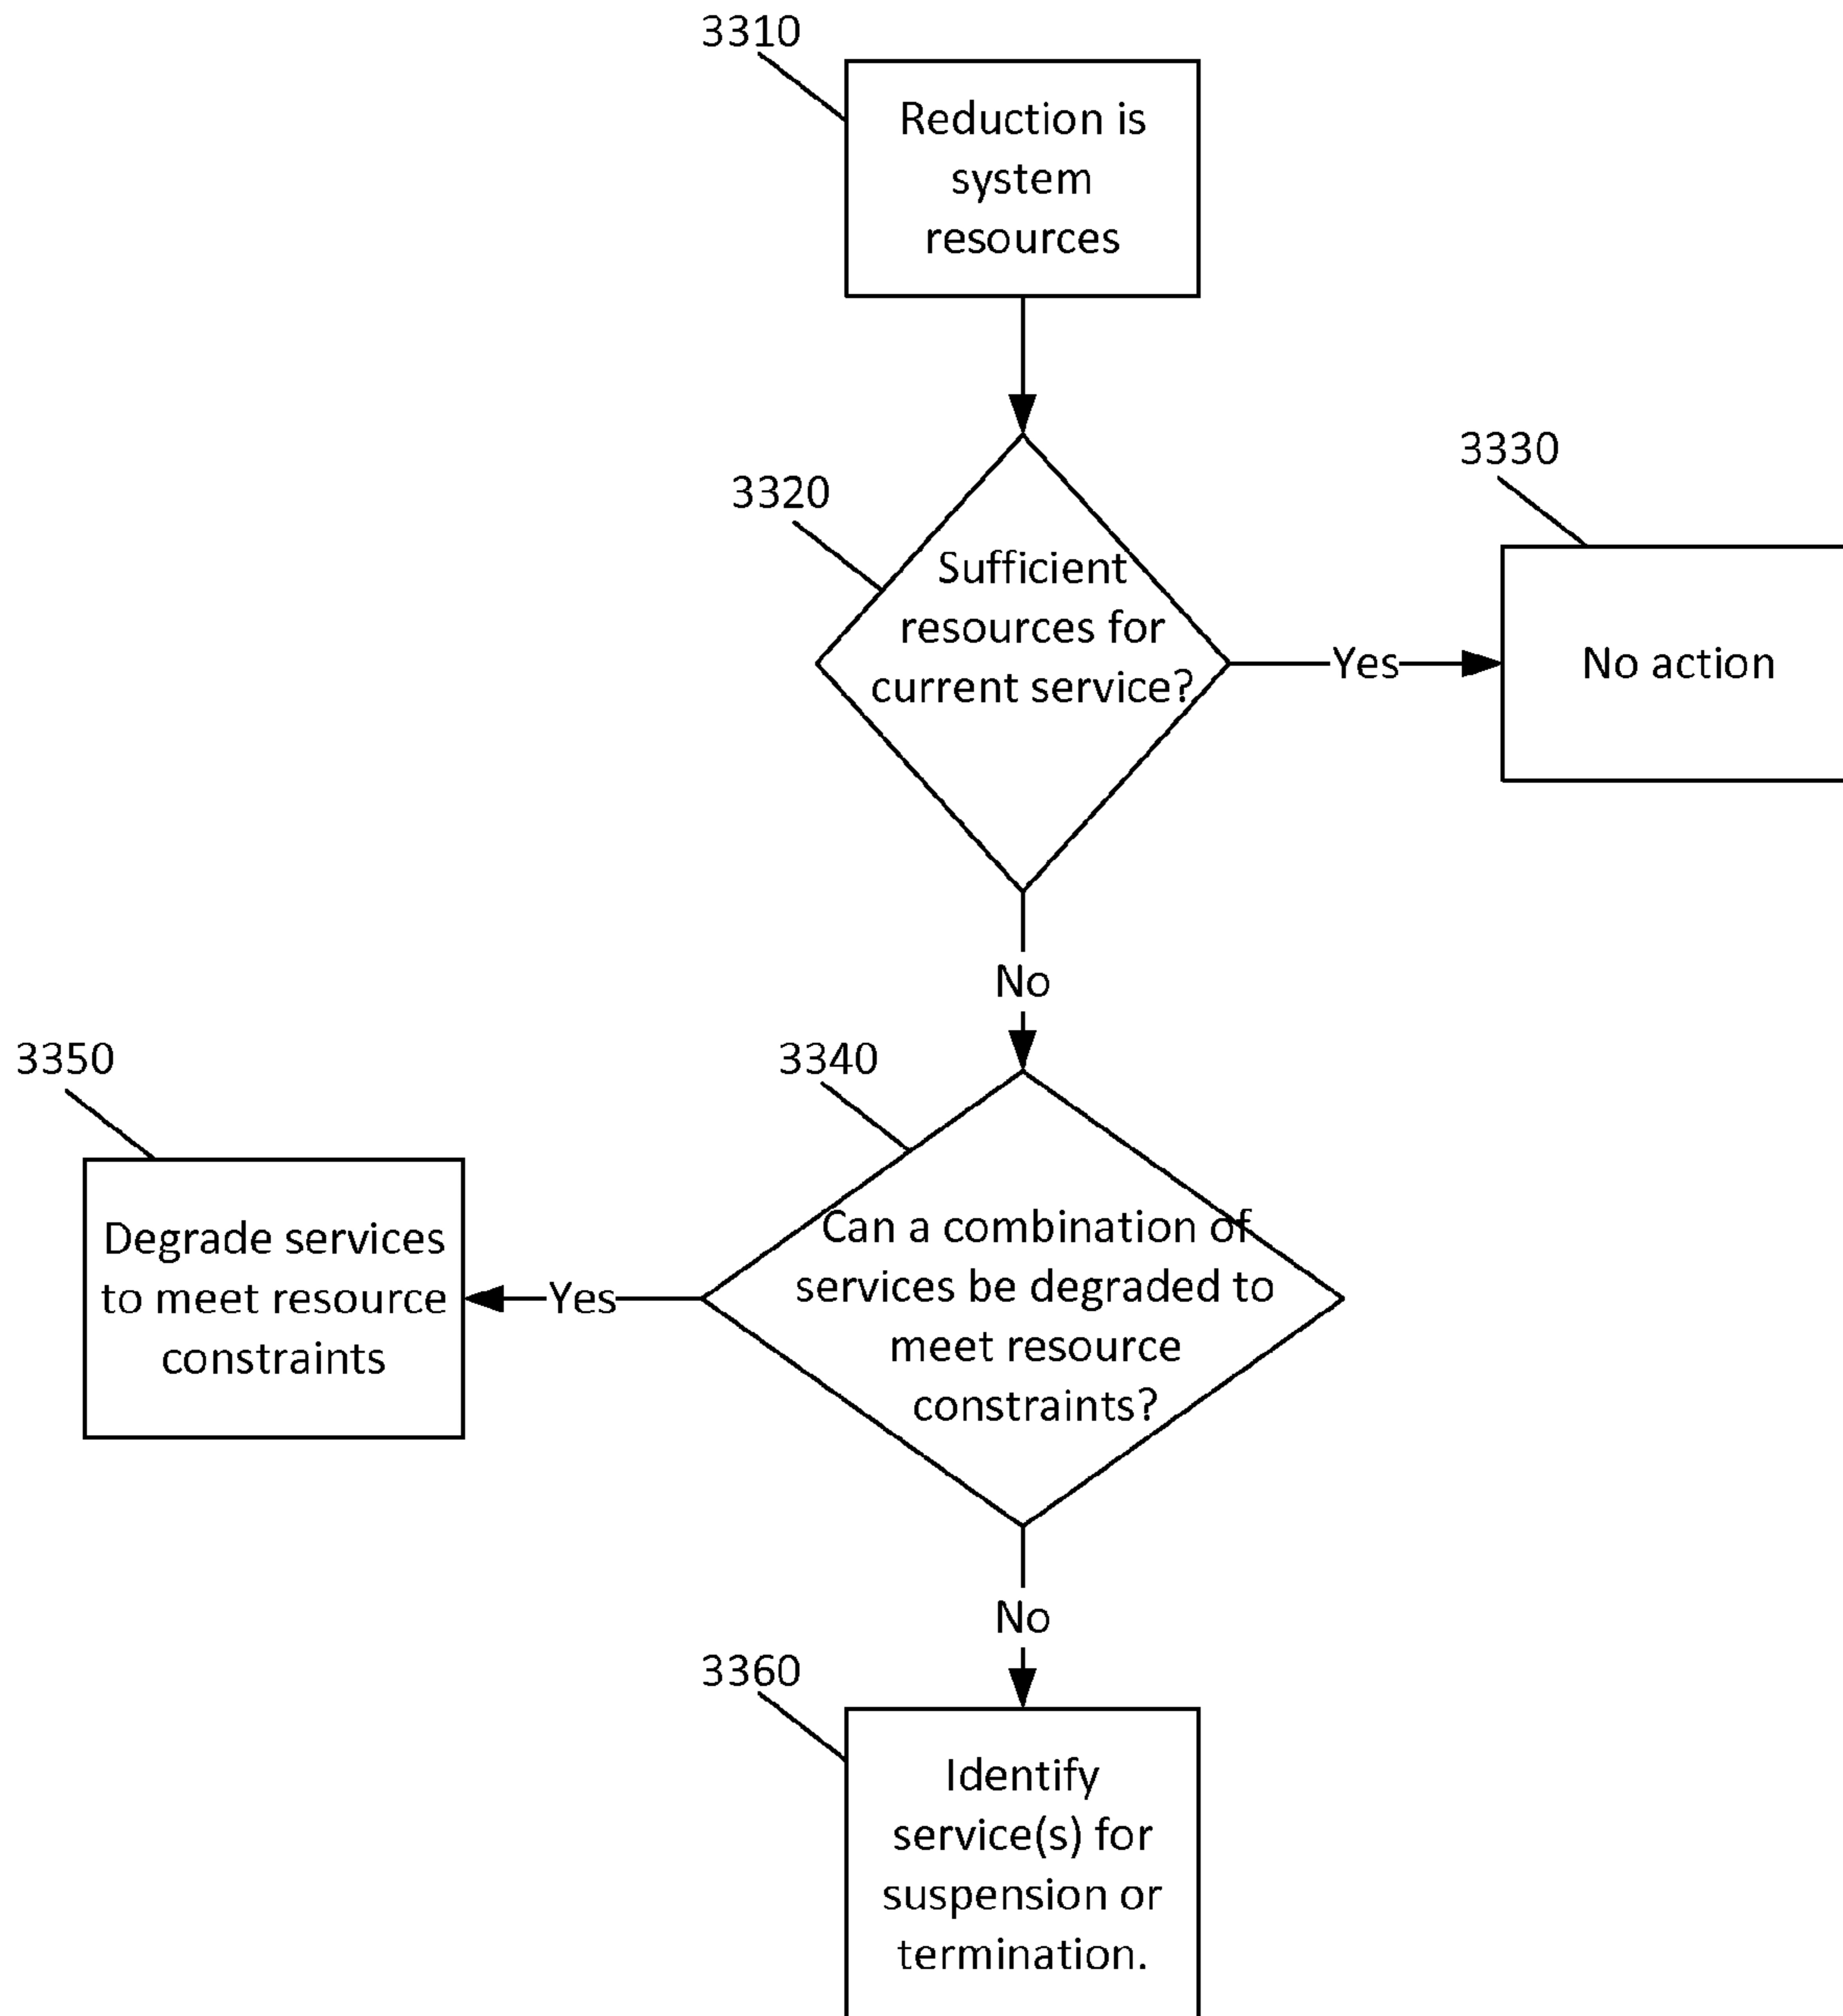 3310
Reduction is
system
resources
3320
Sufficient
resources for
current service?
3330
Yes
No action
No
3350
3340
Degrade services
to meet resource
constraints
Yes
Can a combination of
services be degraded to
meet resource
constraints?
No
3360
Identify
service(s) for
suspension or
termination.